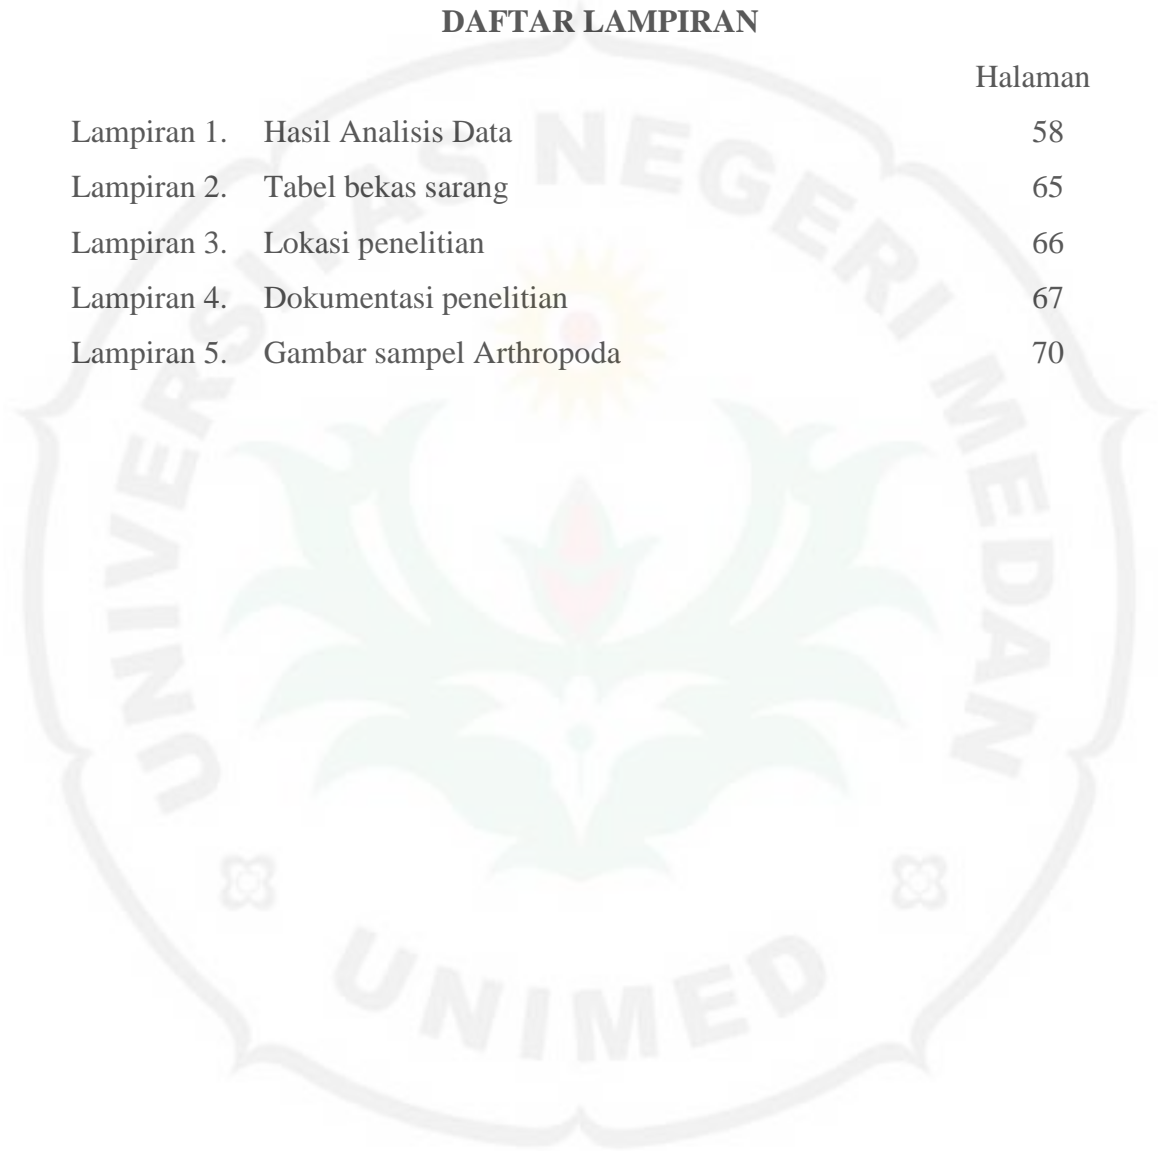 DAFTAR LAMPIRAN
Halaman
Lampiran 1. Hasil Analisis Data 58
Lampiran 2. Tabel bekas sarang 65
Lampiran 3. Lokasi penelitian 66
Lampiran 4. Dokumentasi penelitian 67
Lampiran 5. Gambar sampel Arthropoda 70
UNIVERSITAS NEGERI MEDAN
UNIMED